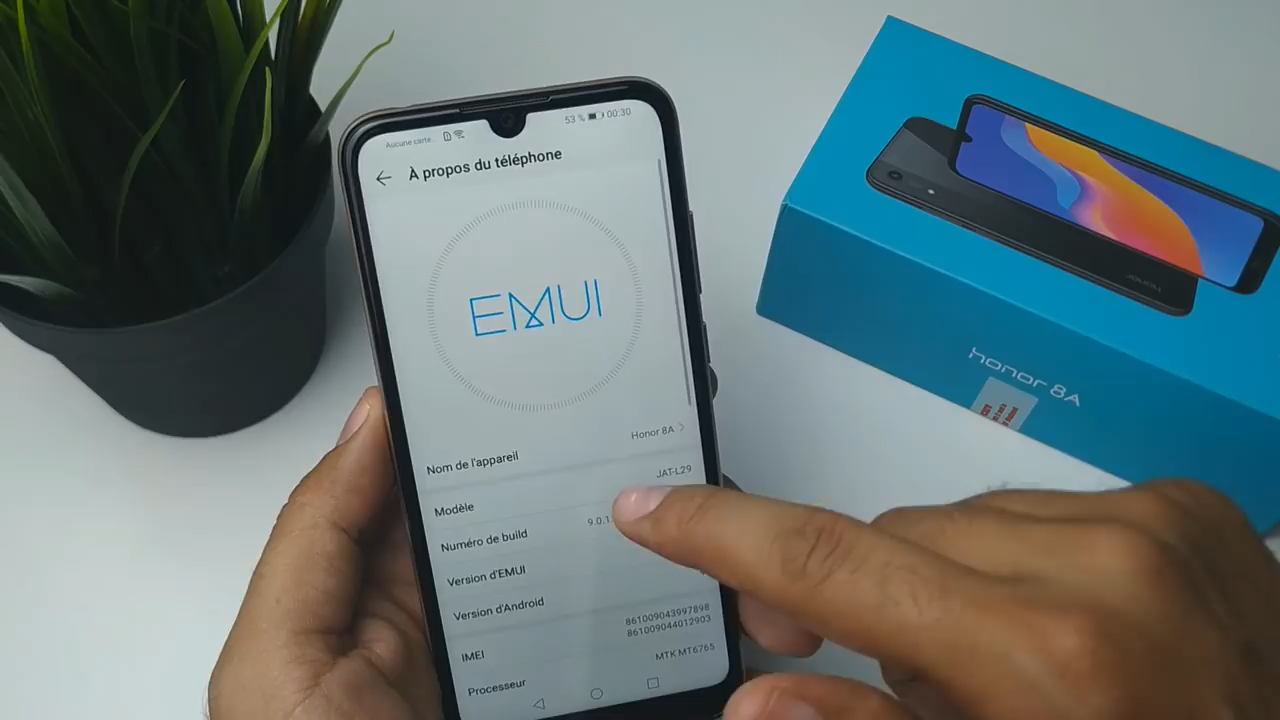 Aucune carte.. 53 % 00:30
À propos du téléphone
EMUI
Nom de l'appareil Honor 8A
Modèle JAT-L29
Numéro de build 9.0.1
Version d'EMUI
Version d'Android
IMEI 861009043997898
861009044012903
Processeur MTK MT6765
honor
honor 8A